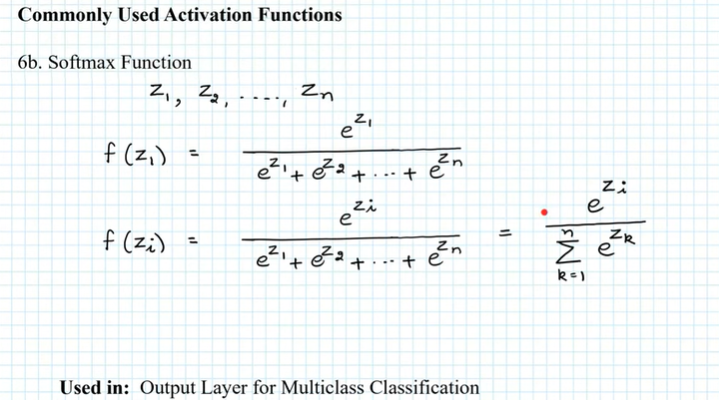 Commonly Used Activation Functions
6b. Softmax Function
z₁, z₂, ...., zₙ
f(z₁) = e^z₁ / (e^z₁ + e^z₂ + ... + e^zₙ)
f(zᵢ) = e^zᵢ / (e^z₁ + e^z₂ + ... + e^zₙ) = e^zᵢ / (Σ_{k=1}^{n} e^zₖ)
Used in: Output Layer for Multiclass Classification